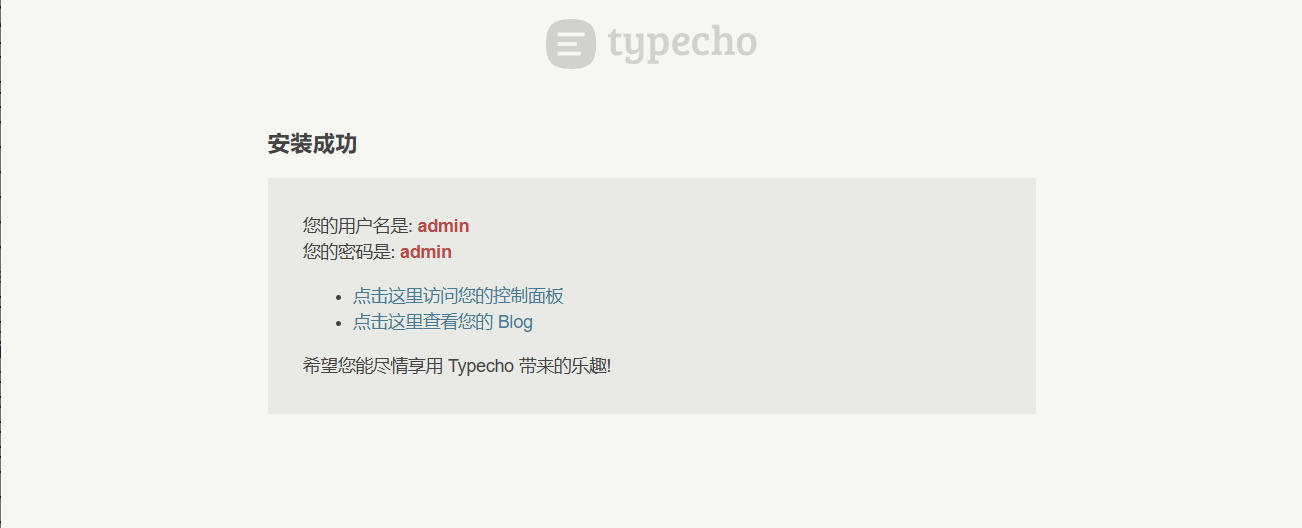 typecho
安装成功
您的用户名是: admin
您的密码是: admin
点击这里访问您的控制面板
点击这里查看您的 Blog
希望您能尽情享用 Typecho 带来的乐趣!